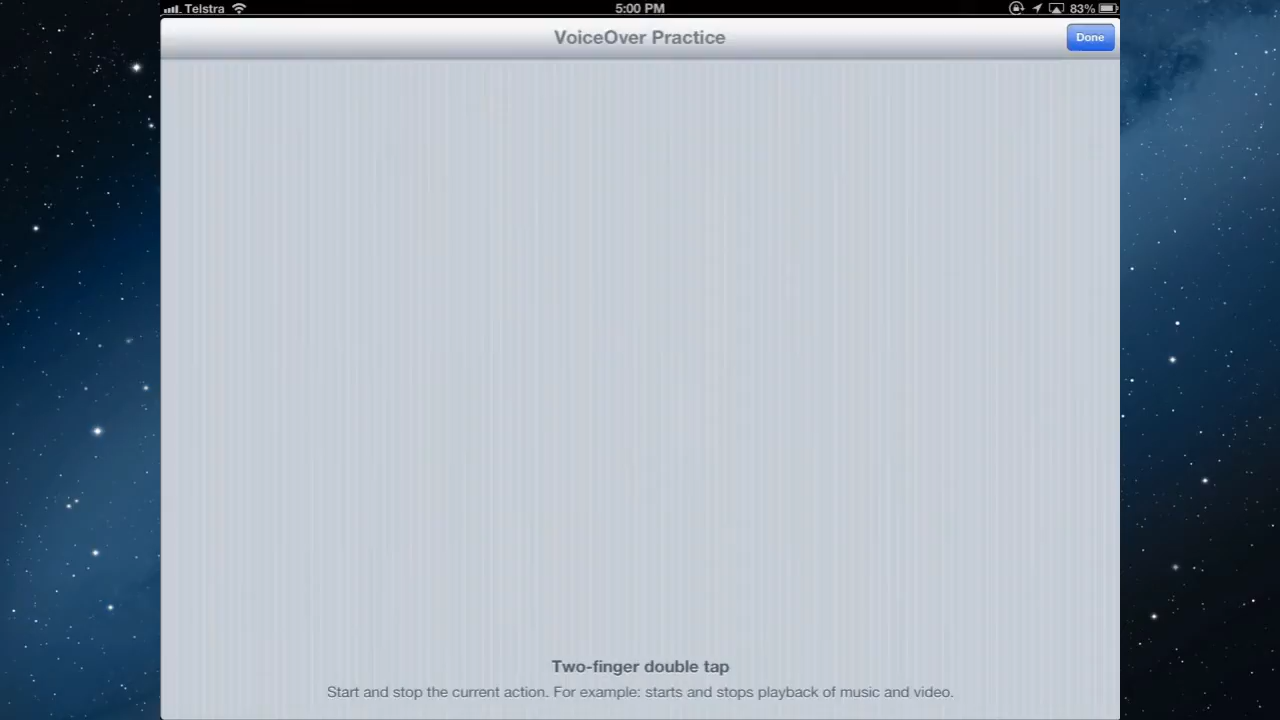 Telstra 5:00 PM 83%
VoiceOver Practice Done
Two-finger double tap
Start and stop the current action. For example: starts and stops playback of music and video.